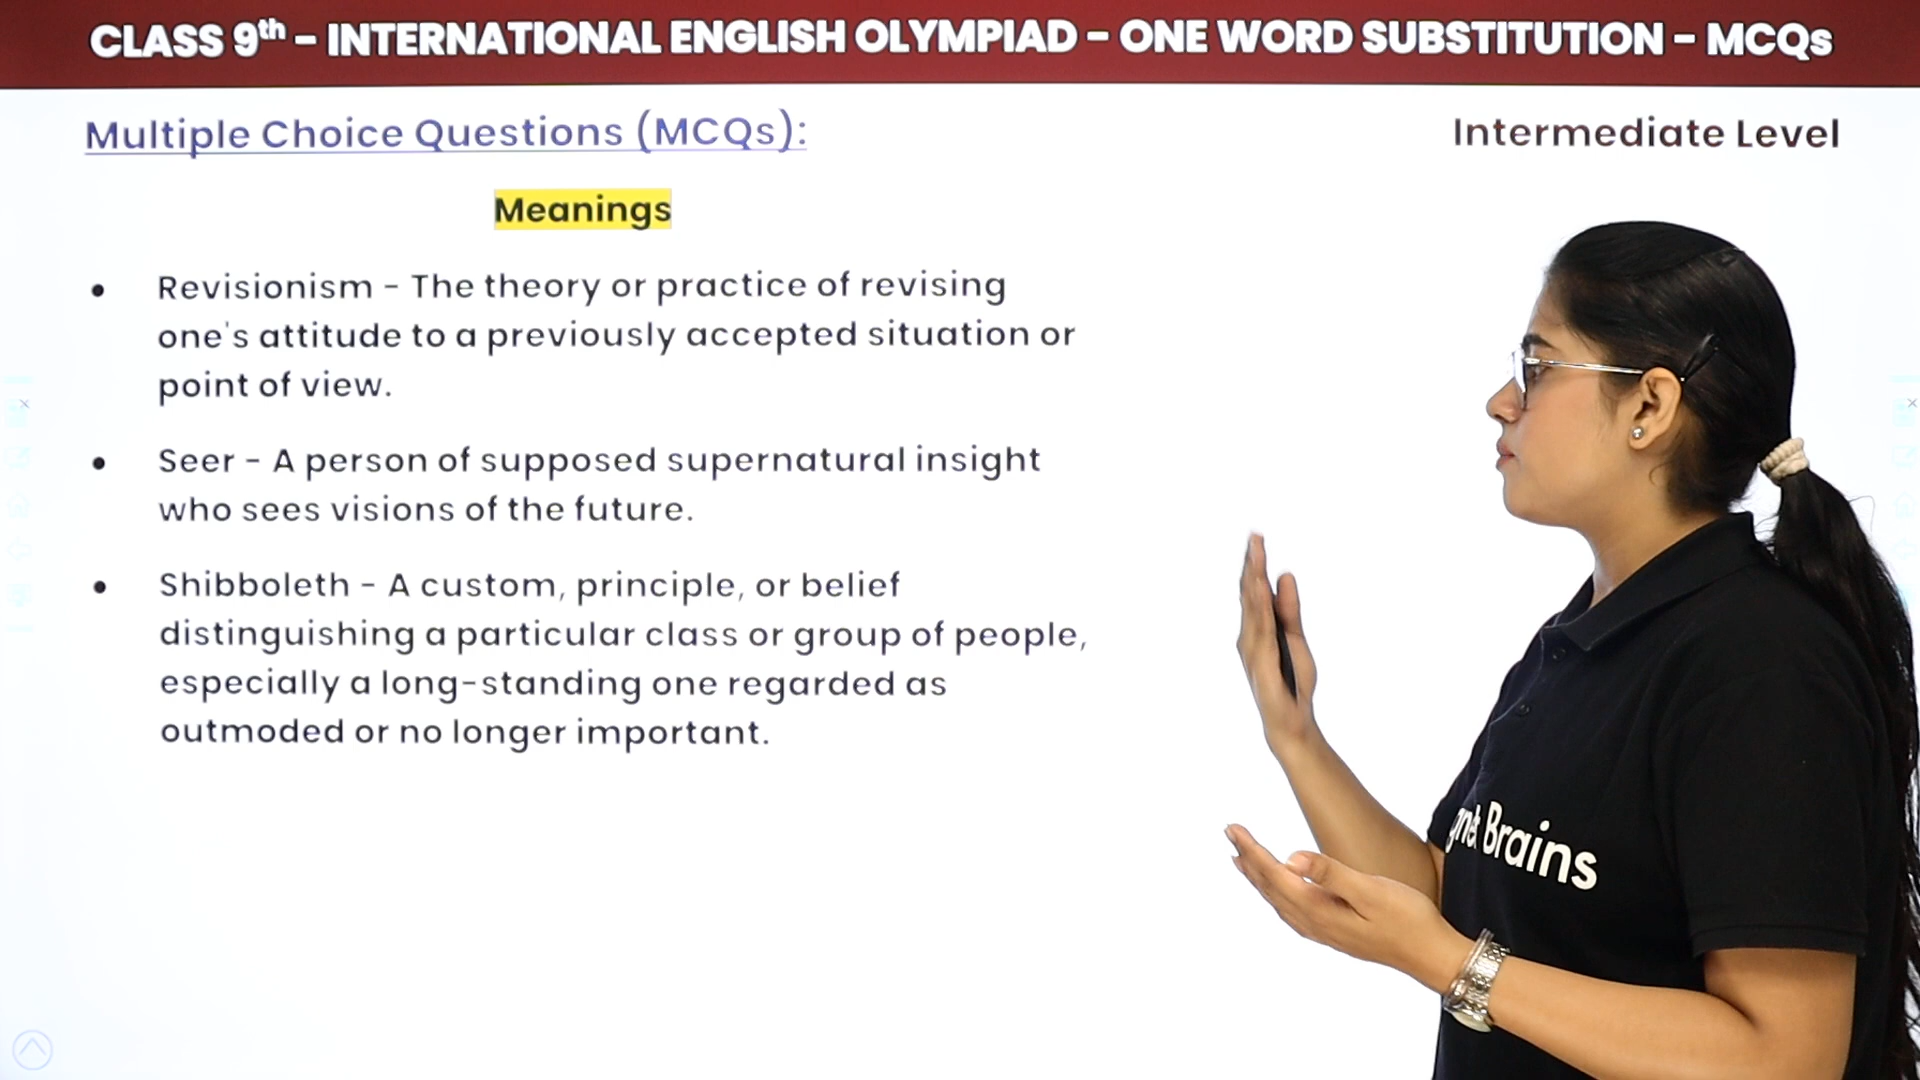 CLASS 9th - INTERNATIONAL ENGLISH OLYMPIAD - ONE WORD SUBSTITUTION - MCQs
Multiple Choice Questions (MCQs):
Intermediate Level
Meanings
• Revisionism - The theory or practice of revising
one's attitude to a previously accepted situation or
point of view.
• Seer - A person of supposed supernatural insight
who sees visions of the future.
• Shibboleth - A custom, principle, or belief
distinguishing a particular class or group of people,
especially a long-standing one regarded as
outmoded or no longer important.
Brains